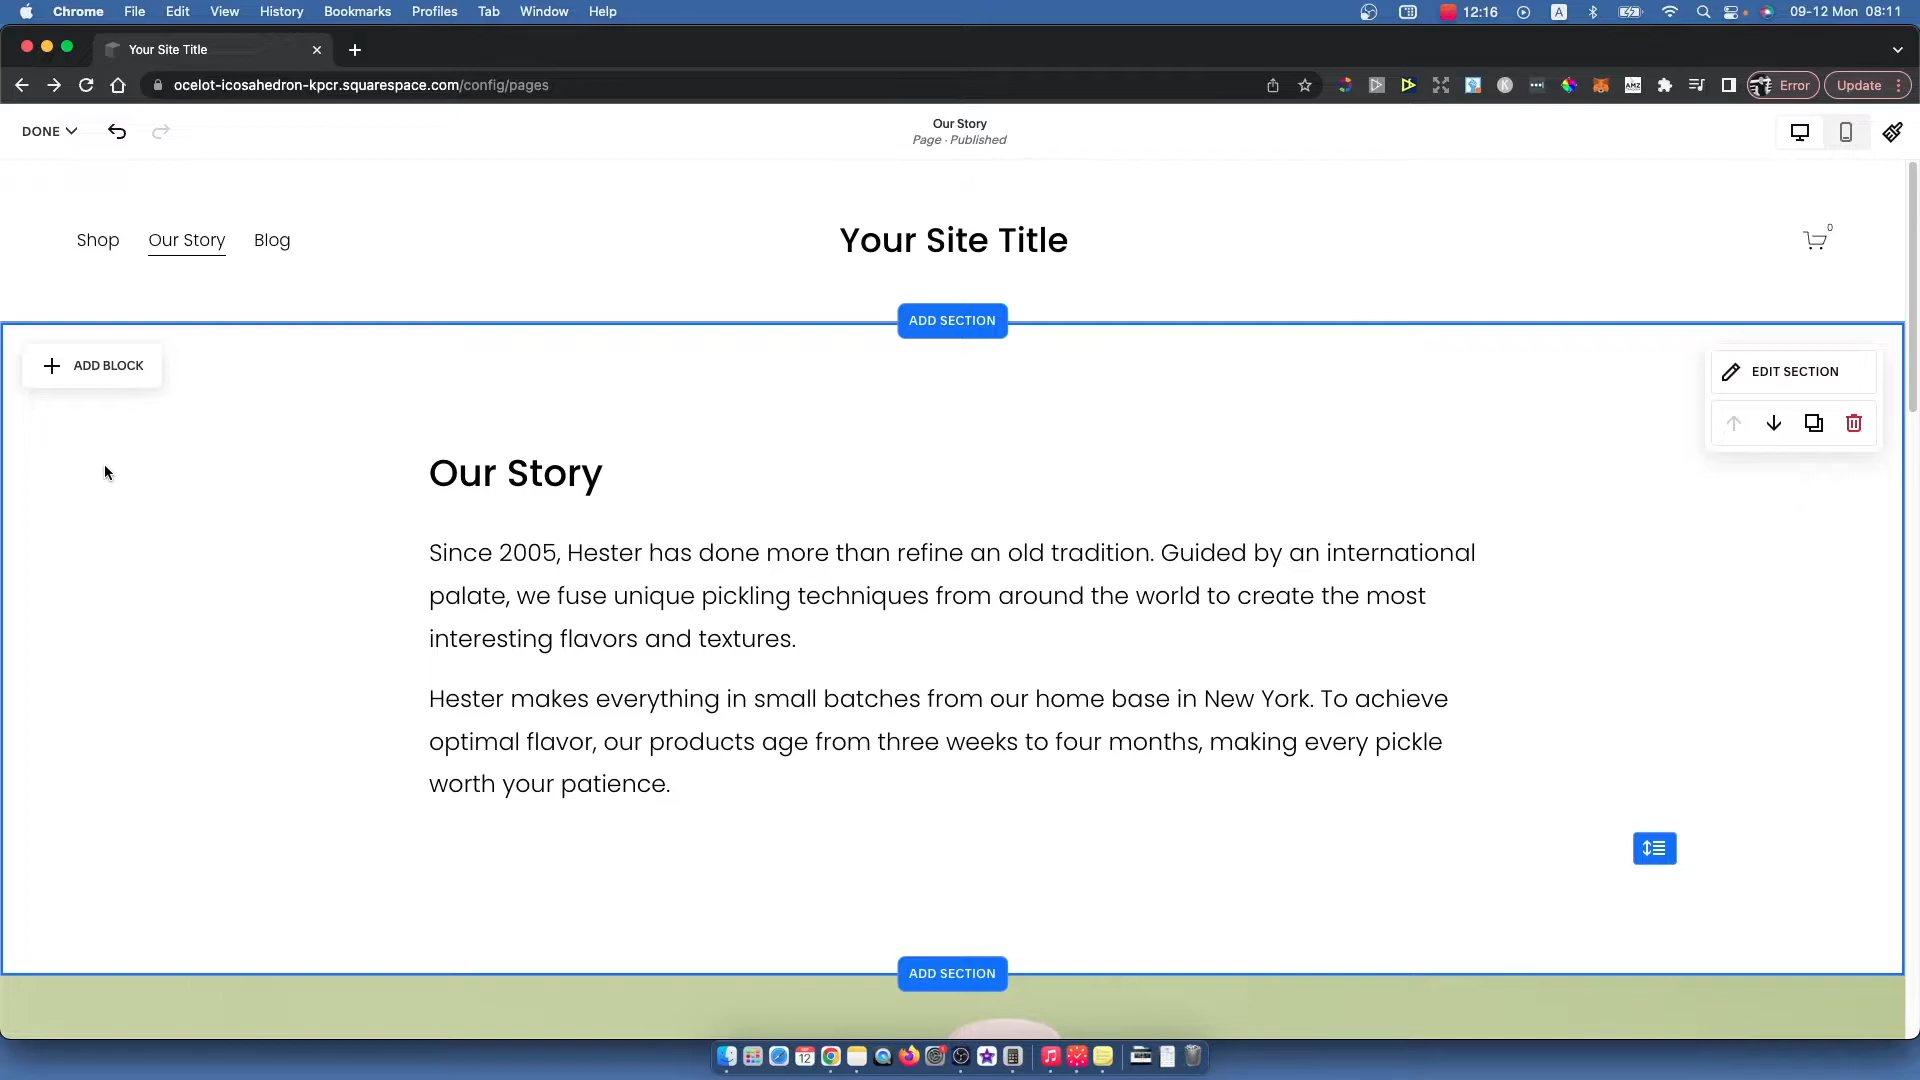 Chrome File Edit View History Bookmarks Profiles Tab Window Help 12:16 A 09-12 Mon 08:11
Your Site Title
ocelot-icosahedron-kpcr.squarespace.com/config/pages K AMZ Error Update
DONE
Our Story
Page · Published
Shop Our Story Blog
Your Site Title
0
ADD SECTION
ADD BLOCK
EDIT SECTION
Our Story
Since 2005, Hester has done more than refine an old tradition. Guided by an international
palate, we fuse unique pickling techniques from around the world to create the most
interesting flavors and textures.
Hester makes everything in small batches from our home base in New York. To achieve
optimal flavor, our products age from three weeks to four months, making every pickle
worth your patience.
ADD SECTION
12